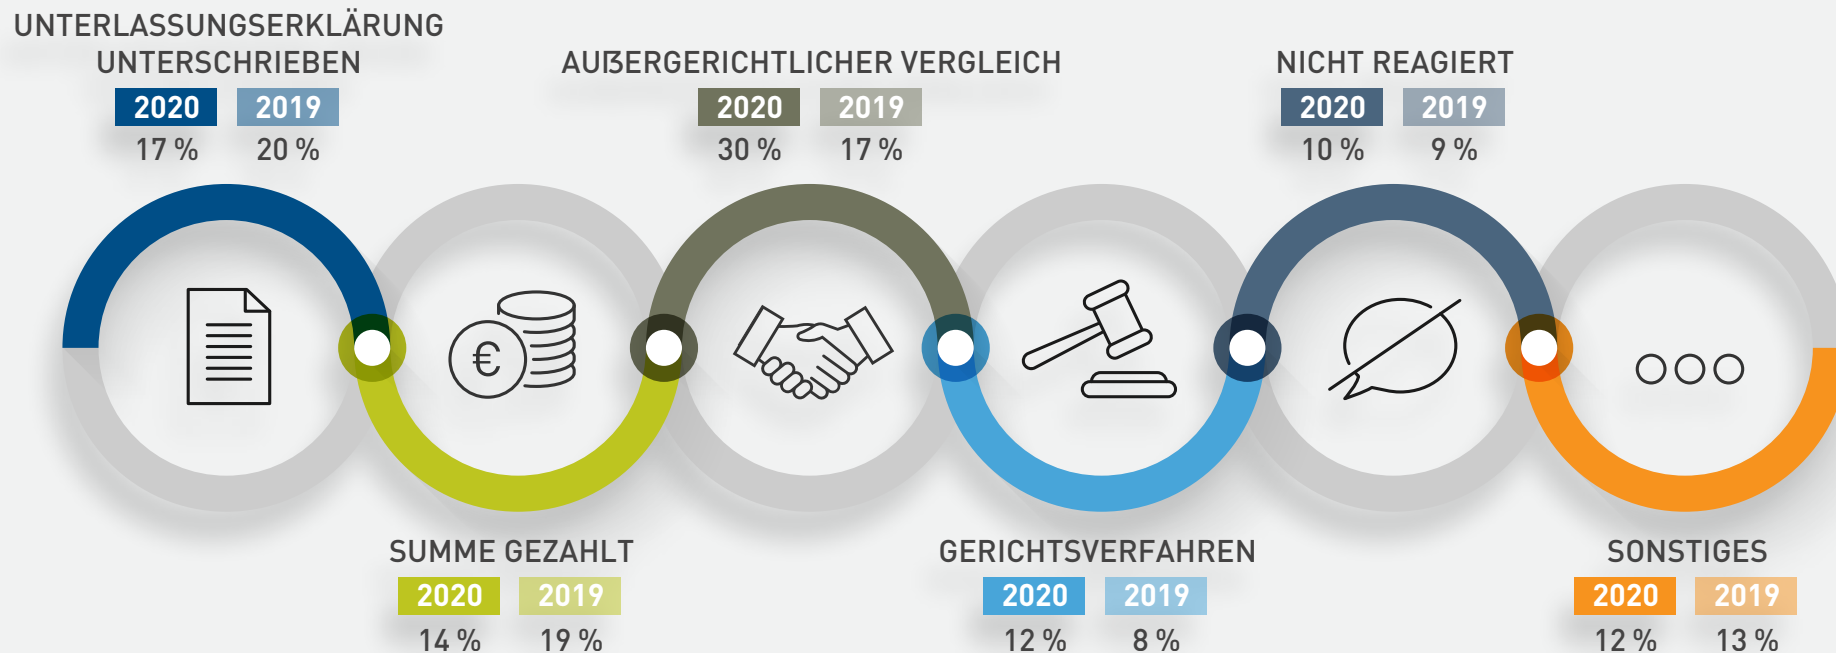 UNTERLASSUNGSERKLÄRUNG
UNTERSCHRIEBEN
2020 2019
17 % 20 %
AUẞERGERICHTLICHER VERGLEICH
2020 2019
30 % 17 %
NICHT REAGIERT
2020 2019
10 % 9 %
€
SUMME GEZAHLT
2020 2019
14 % 19 %
GERICHTSVERFAHREN
2020 2019
12 % 8 %
SONSTIGES
2020 2019
12 % 13 %